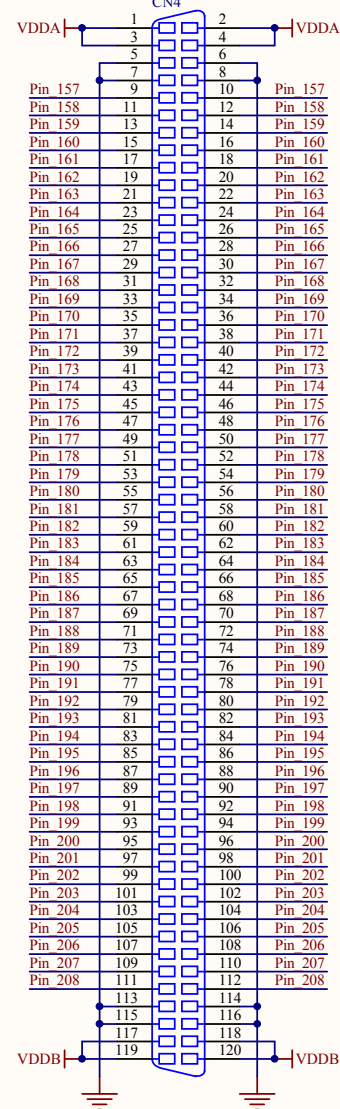 CN4
VDDA 1 2 VDDA
3 4
5 6
7 8
Pin_157 9 10 Pin_157
Pin_158 11 12 Pin_158
Pin_159 13 14 Pin_159
Pin_160 15 16 Pin_160
Pin_161 17 18 Pin_161
Pin_162 19 20 Pin_162
Pin_163 21 22 Pin_163
Pin_164 23 24 Pin_164
Pin_165 25 26 Pin_165
Pin_166 27 28 Pin_166
Pin_167 29 30 Pin_167
Pin_168 31 32 Pin_168
Pin_169 33 34 Pin_169
Pin_170 35 36 Pin_170
Pin_171 37 38 Pin_171
Pin_172 39 40 Pin_172
Pin_173 41 42 Pin_173
Pin_174 43 44 Pin_174
Pin_175 45 46 Pin_175
Pin_176 47 48 Pin_176
Pin_177 49 50 Pin_177
Pin_178 51 52 Pin_178
Pin_179 53 54 Pin_179
Pin_180 55 56 Pin_180
Pin_181 57 58 Pin_181
Pin_182 59 60 Pin_182
Pin_183 61 62 Pin_183
Pin_184 63 64 Pin_184
Pin_185 65 66 Pin_185
Pin_186 67 68 Pin_186
Pin_187 69 70 Pin_187
Pin_188 71 72 Pin_188
Pin_189 73 74 Pin_189
Pin_190 75 76 Pin_190
Pin_191 77 78 Pin_191
Pin_192 79 80 Pin_192
Pin_193 81 82 Pin_193
Pin_194 83 84 Pin_194
Pin_195 85 86 Pin_195
Pin_196 87 88 Pin_196
Pin_197 89 90 Pin_197
Pin_198 91 92 Pin_198
Pin_199 93 94 Pin_199
Pin_200 95 96 Pin_200
Pin_201 97 98 Pin_201
Pin_202 99 100 Pin_202
Pin_203 101 102 Pin_203
Pin_204 103 104 Pin_204
Pin_205 105 106 Pin_205
Pin_206 107 108 Pin_206
Pin_207 109 110 Pin_207
Pin_208 111 112 Pin_208
113 114
115 116
117 118
VDDB 119 120 VDDB